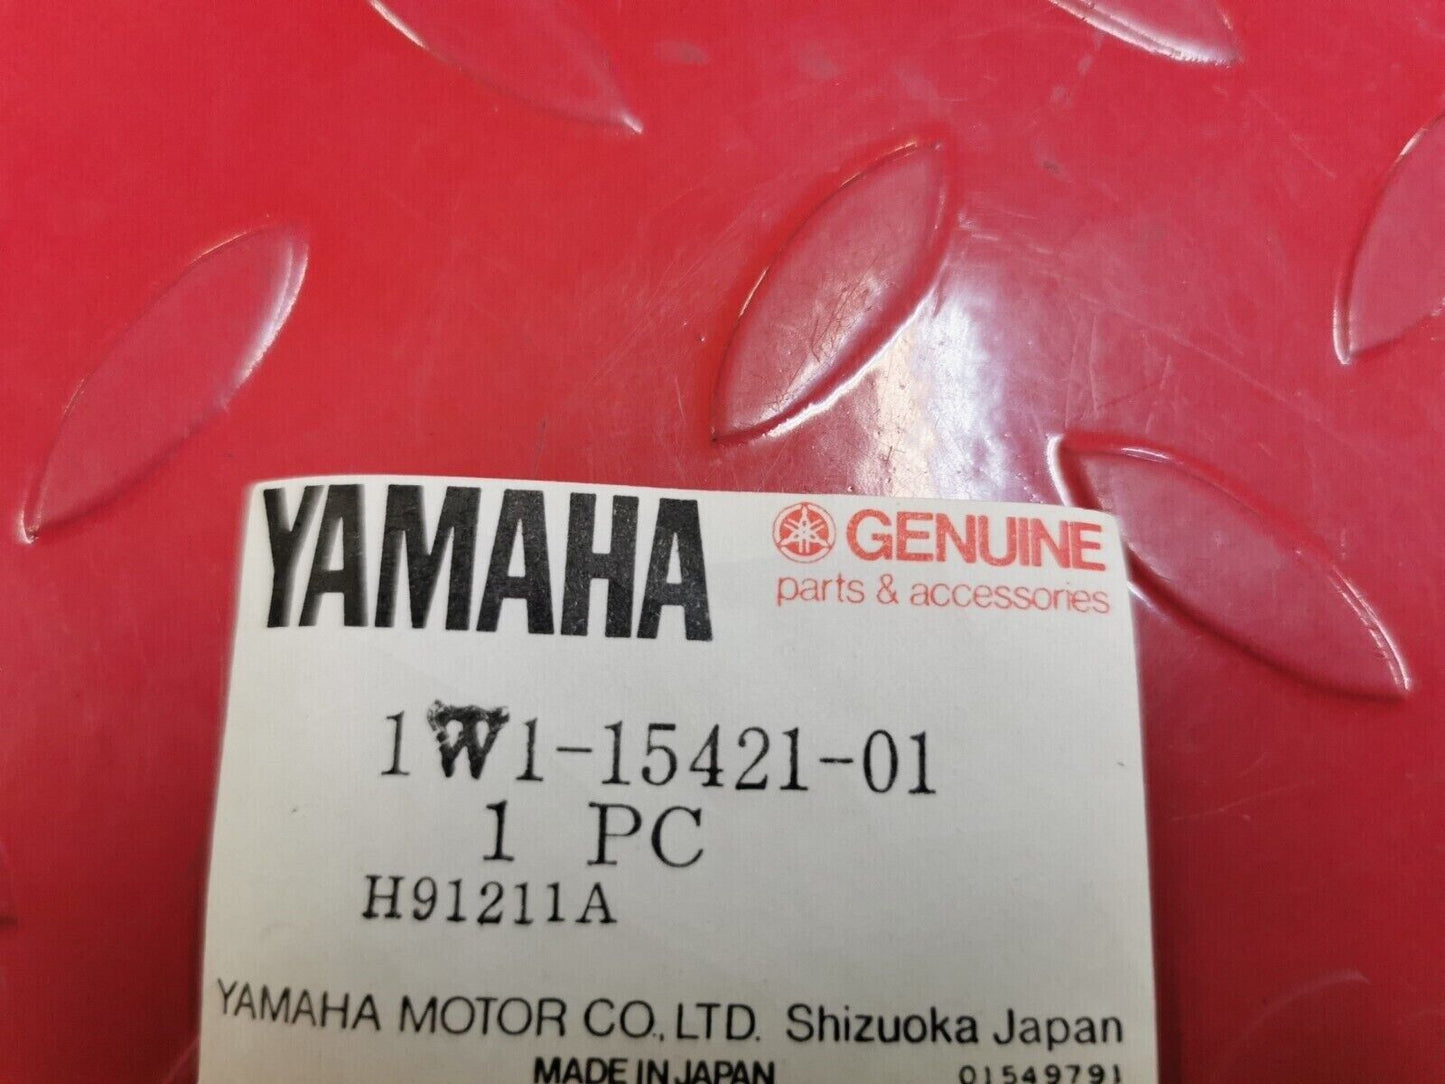 YAMAHA GENUINE
parts & accessories
1W1-15421-01
1 PC
H91211A
YAMAHA MOTOR CO., LTD. Shizuoka Japan
MADE IN JAPAN 01549791